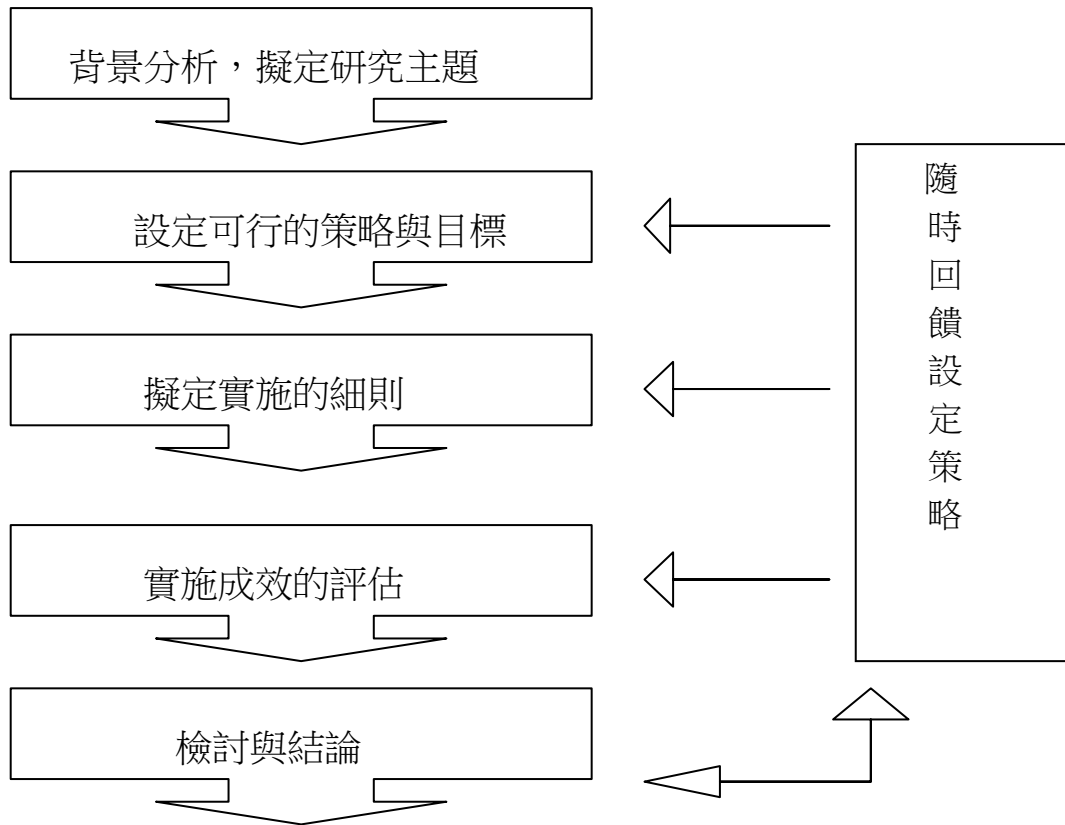 背景分析，擬定研究主題
設定可行的策略與目標
擬定實施的細則
實施成效的評估
檢討與結論
隨時回饋設定策略